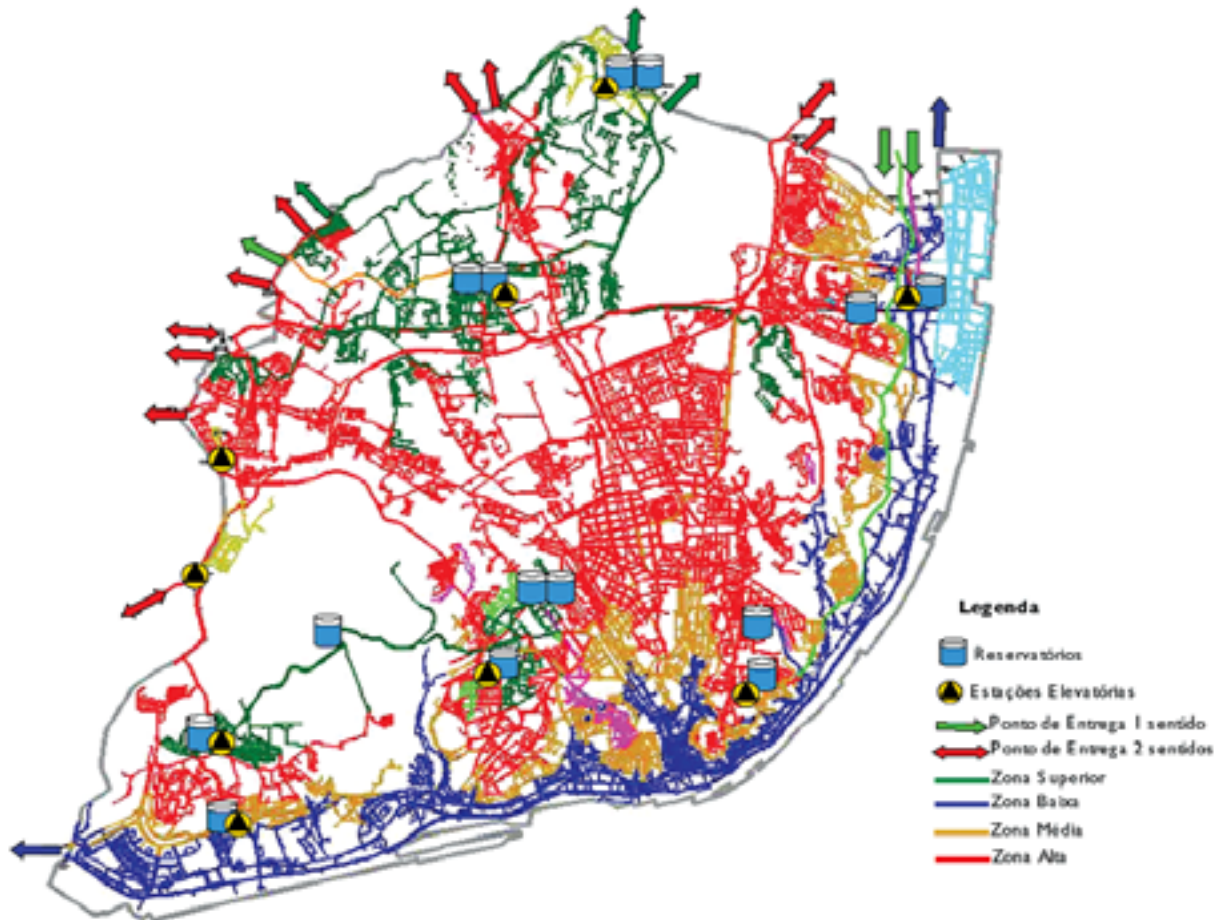 Legenda
Reservatórios
Estações Elevatórias
Ponto de Entrega 1 sentido
Ponto de Entrega 2 sentidos
Zona Superior
Zona Baixa
Zona Média
Zona Alta